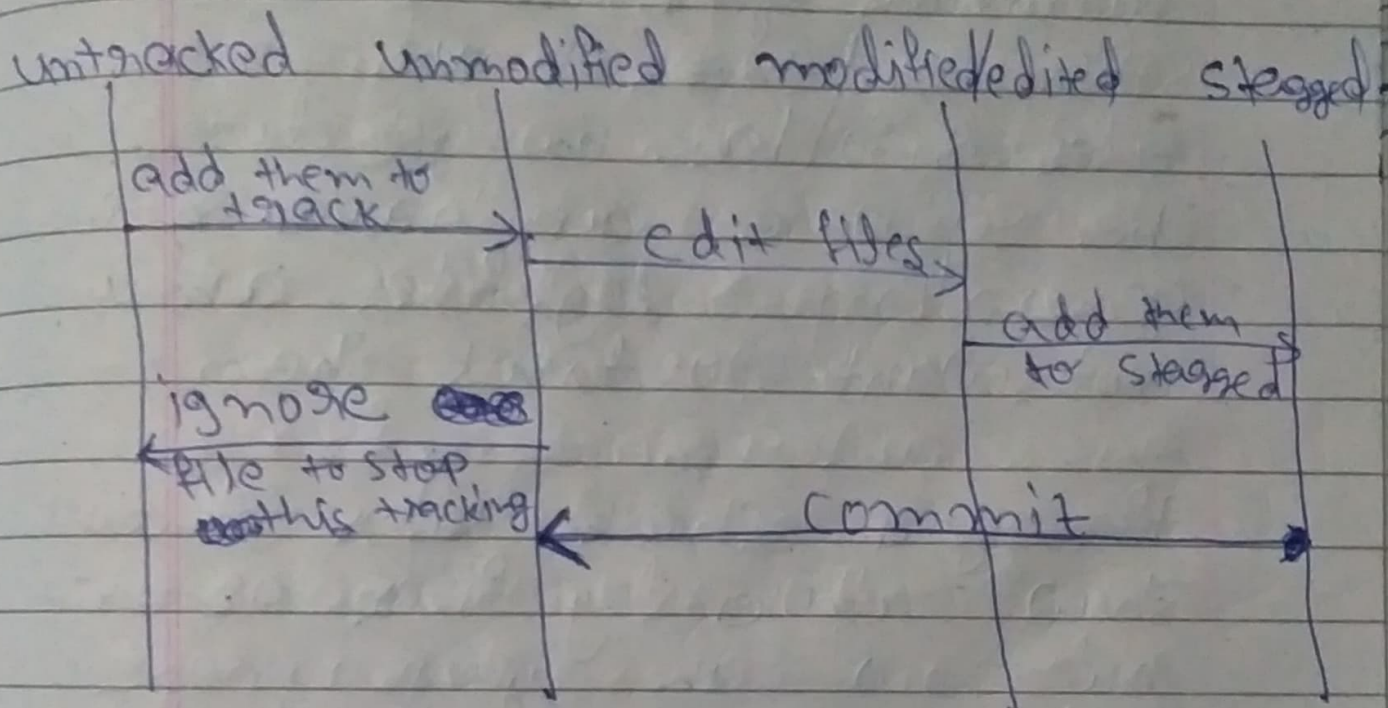 untracked unmodified modified/edited stagged
add them to
track
edit files
add them
to stagged
ignore
file to stop
this tracking
commit